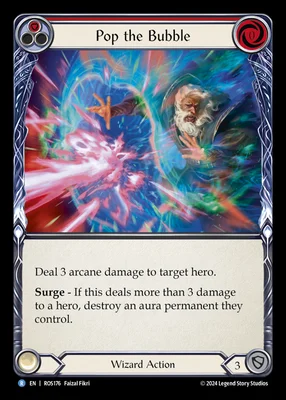 Pop the Bubble
Deal 3 arcane damage to target hero.
Surge - If this deals more than 3 damage
to a hero, destroy an aura permanent they
control.
Wizard Action
3
R EN | ROS176 Faizal Fikri
© 2024 Legend Story Studios